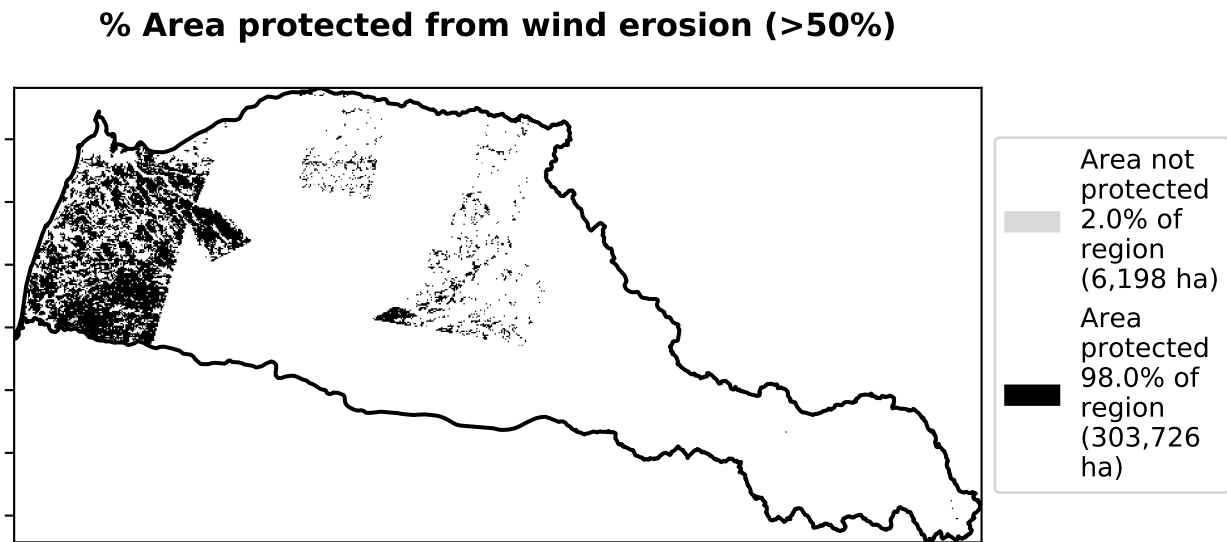 % Area protected from wind erosion (>50%)
Area not
protected
2.0% of
region
(6,198 ha)
Area
protected
98.0% of
region
(303,726
ha)